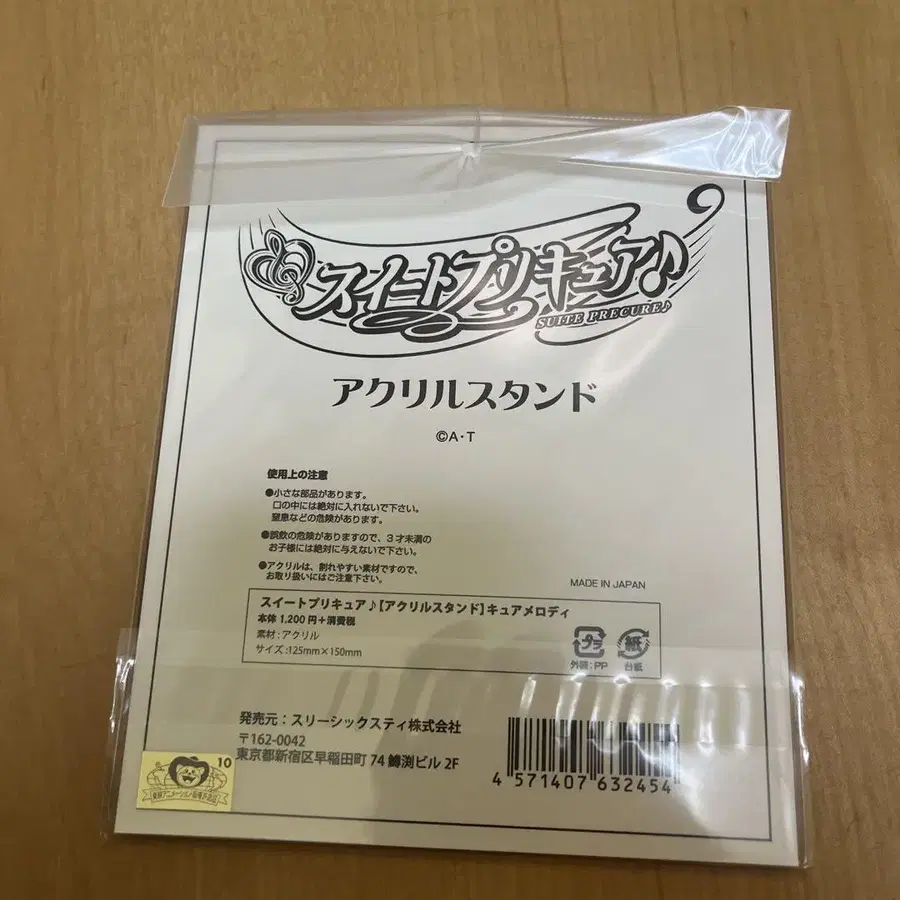 スイートプリキュア♪
SUITE PRECURE♪
アクリルスタンド
©A・T
使用上の注意
●小さな部品があります。
口の中には絶対に入れないで下さい。
窒息などの危険があります。
●誤飲の危険がありますので、3才未満の
お子様には絶対に与えないで下さい。
●アクリルは、割れやすい素材ですので、
お取り扱いにはご注意下さい。
MADE IN JAPAN
スイートプリキュア♪【アクリルスタンド】キュアメロディ
本体 1,200 円+消費税
素材:アクリル
サイズ:125mm×150mm
プラ
外装:PP
紙
台紙
発売元:スリーシックスティ株式会社
〒162-0042
東京都新宿区早稲田町 74 鱒渕ビル 2F
4 571407 632454
10